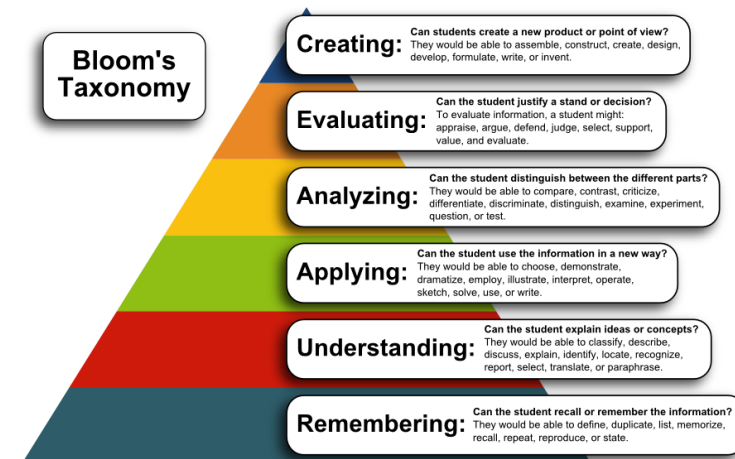 Bloom's
Taxonomy
Creating:
Can students create a new product or point of view?
They would be able to assemble, construct, create, design,
develop, formulate, write, or invent.
Evaluating:
Can the student justify a stand or decision?
To evaluate information, a student might:
appraise, argue, defend, judge, select, support,
value, and evaluate.
Analyzing:
Can the student distinguish between the different parts?
They would be able to compare, contrast, criticize,
differentiate, discriminate, distinguish, examine, experiment,
question, or test.
Applying:
Can the student use the information in a new way?
They would be able to choose, demonstrate,
dramatize, employ, illustrate, interpret, operate,
sketch, solve, use, or write.
Understanding:
Can the student explain ideas or concepts?
They would be able to classify, describe,
discuss, explain, identify, locate, recognize,
report, select, translate, or paraphrase.
Remembering:
Can the student recall or remember the information?
They would be able to define, duplicate, list, memorize,
recall, repeat, reproduce, or state.